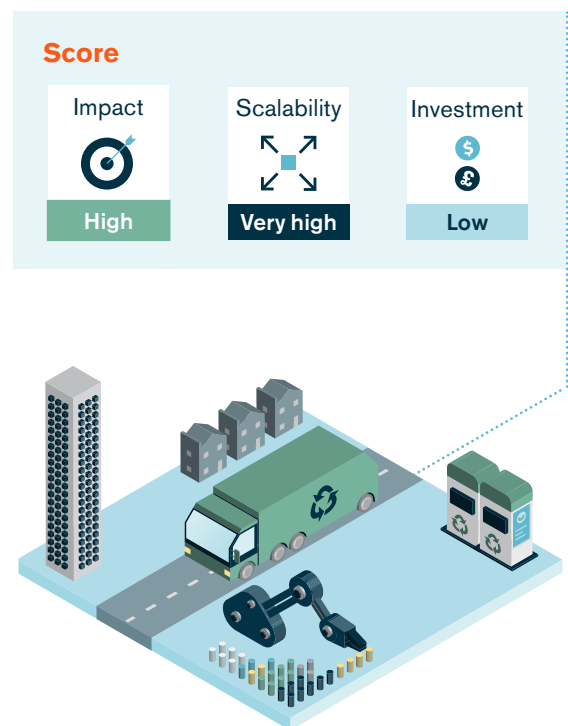 Score
Impact
Scalability
Investment
$
£
High
Very high
Low